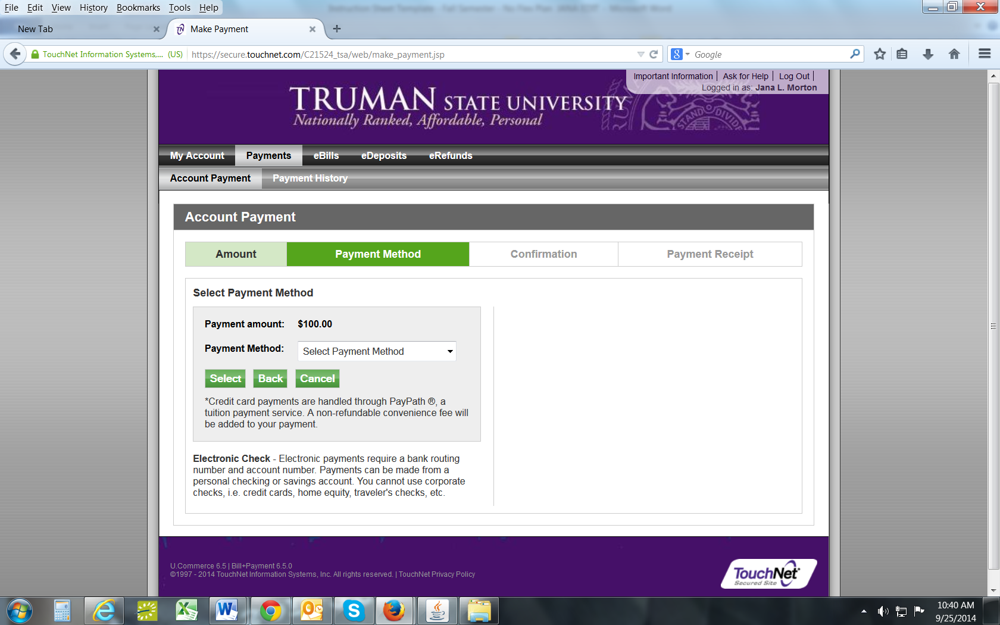 File Edit View History Bookmarks Tools Help
New Tab
Make Payment
TouchNet Information Systems,... (US) https://secure.touchnet.com/C21524_tsa/web/make_payment.jsp
Google
Important Information | Ask for Help | Log Out |
Logged in as: Jana L. Morton
TRUMAN STATE UNIVERSITY
Nationally Ranked, Affordable, Personal
My Account Payments eBills eDeposits eRefunds
Account Payment Payment History
Account Payment
Amount Payment Method Confirmation Payment Receipt
Select Payment Method
Payment amount: $100.00
Payment Method: Select Payment Method
Select Back Cancel
*Credit card payments are handled through PayPath ®, a
tuition payment service. A non-refundable convenience fee will
be added to your payment.
Electronic Check - Electronic payments require a bank routing
number and account number. Payments can be made from a
personal checking or savings account. You cannot use corporate
checks, i.e. credit cards, home equity, traveler's checks, etc.
U.Commerce 6.5 | Bill+Payment 6.5.0
©1997 - 2014 TouchNet Information Systems, Inc. All rights reserved. | TouchNet Privacy Policy
TouchNet
Secured Site
10:40 AM
9/25/2014